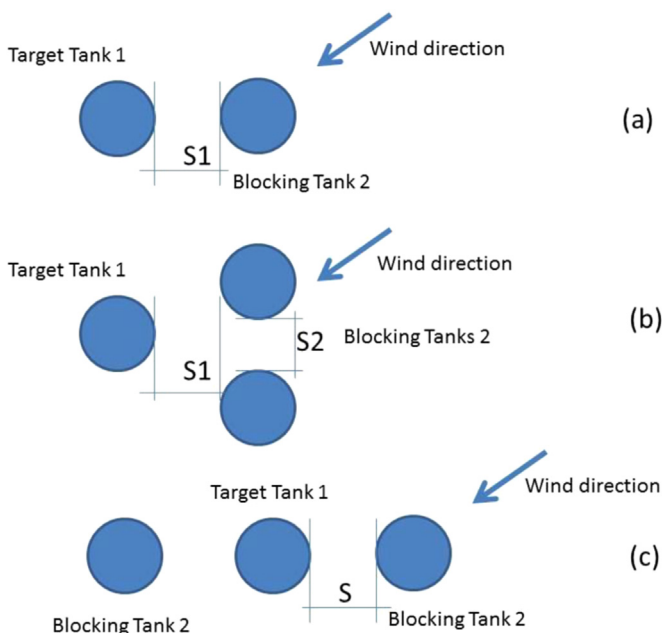 Target Tank 1
Wind direction
(a)
S1
Blocking Tank 2
Target Tank 1
Wind direction
(b)
S2
Blocking Tanks 2
S1
Target Tank 1
Wind direction
(c)
S
Blocking Tank 2
Blocking Tank 2